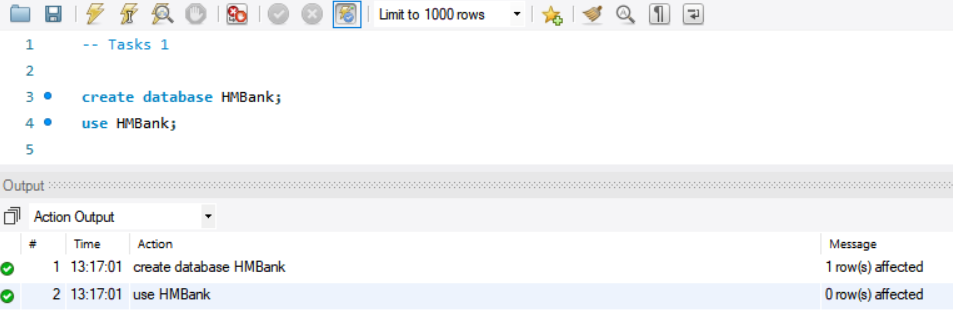 Limit to 1000 rows
1 -- Tasks 1
2
3 create database HMBank;
4 use HMBank;
5
Output
Action Output
# Time Action Message
1 13:17:01 create database HMBank 1 row(s) affected
2 13:17:01 use HMBank 0 row(s) affected